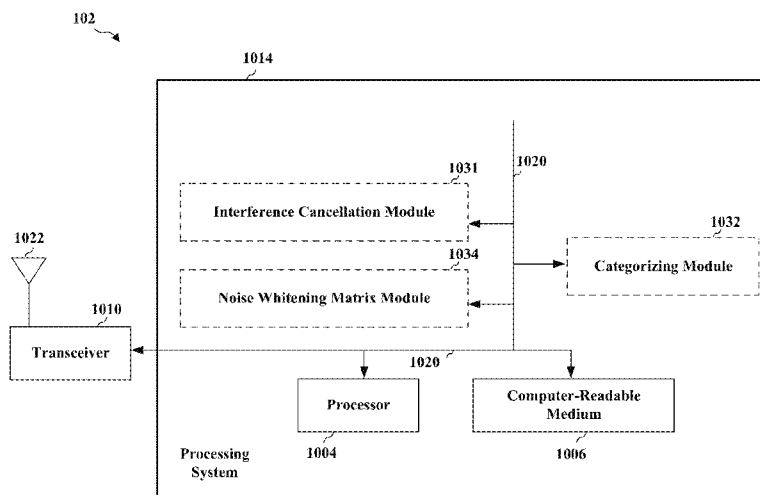 102
1014
1020
1031
Interference Cancellation Module
1032
Categorizing Module
1022
1034
Noise Whitening Matrix Module
1010
Transceiver
1020
Processor
1004
Computer-Readable
Medium
1006
Processing
System